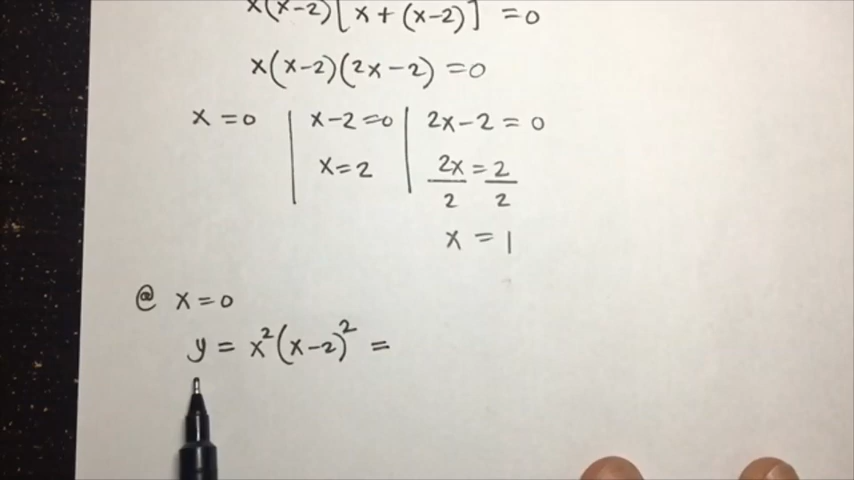 x(x-2)[x+(x-2)] =0
x(x-2)(2x-2) =0
x =0 | x-2=0 | 2x-2 = 0
x=2 | 2x/2 = 2/2
x = 1
@ x=0
y = x²(x-2)² =